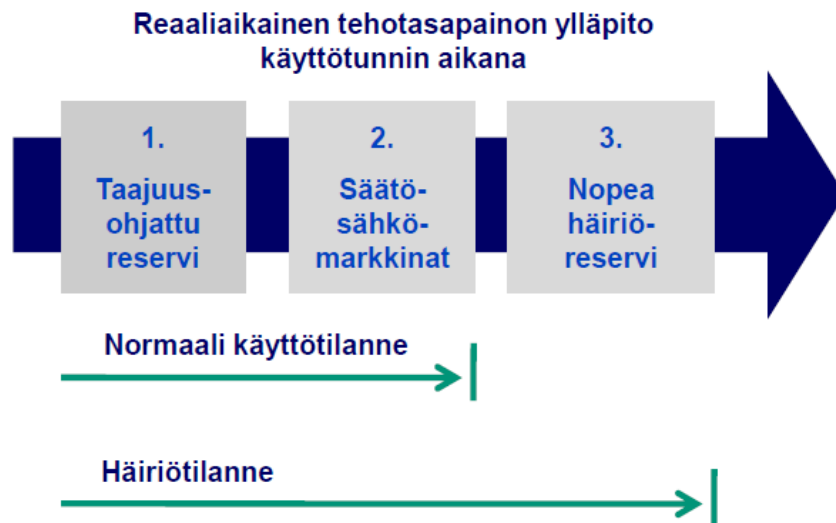 Reaaliaikainen tehotasapainon ylläpito
käyttötunnin aikana
1.
Taajuus-
ohjattu
reservi
2.
Säätö-
sähkö-
markkinat
3.
Nopea
häiriö-
reservi
Normaali käyttötilanne
Häiriötilanne